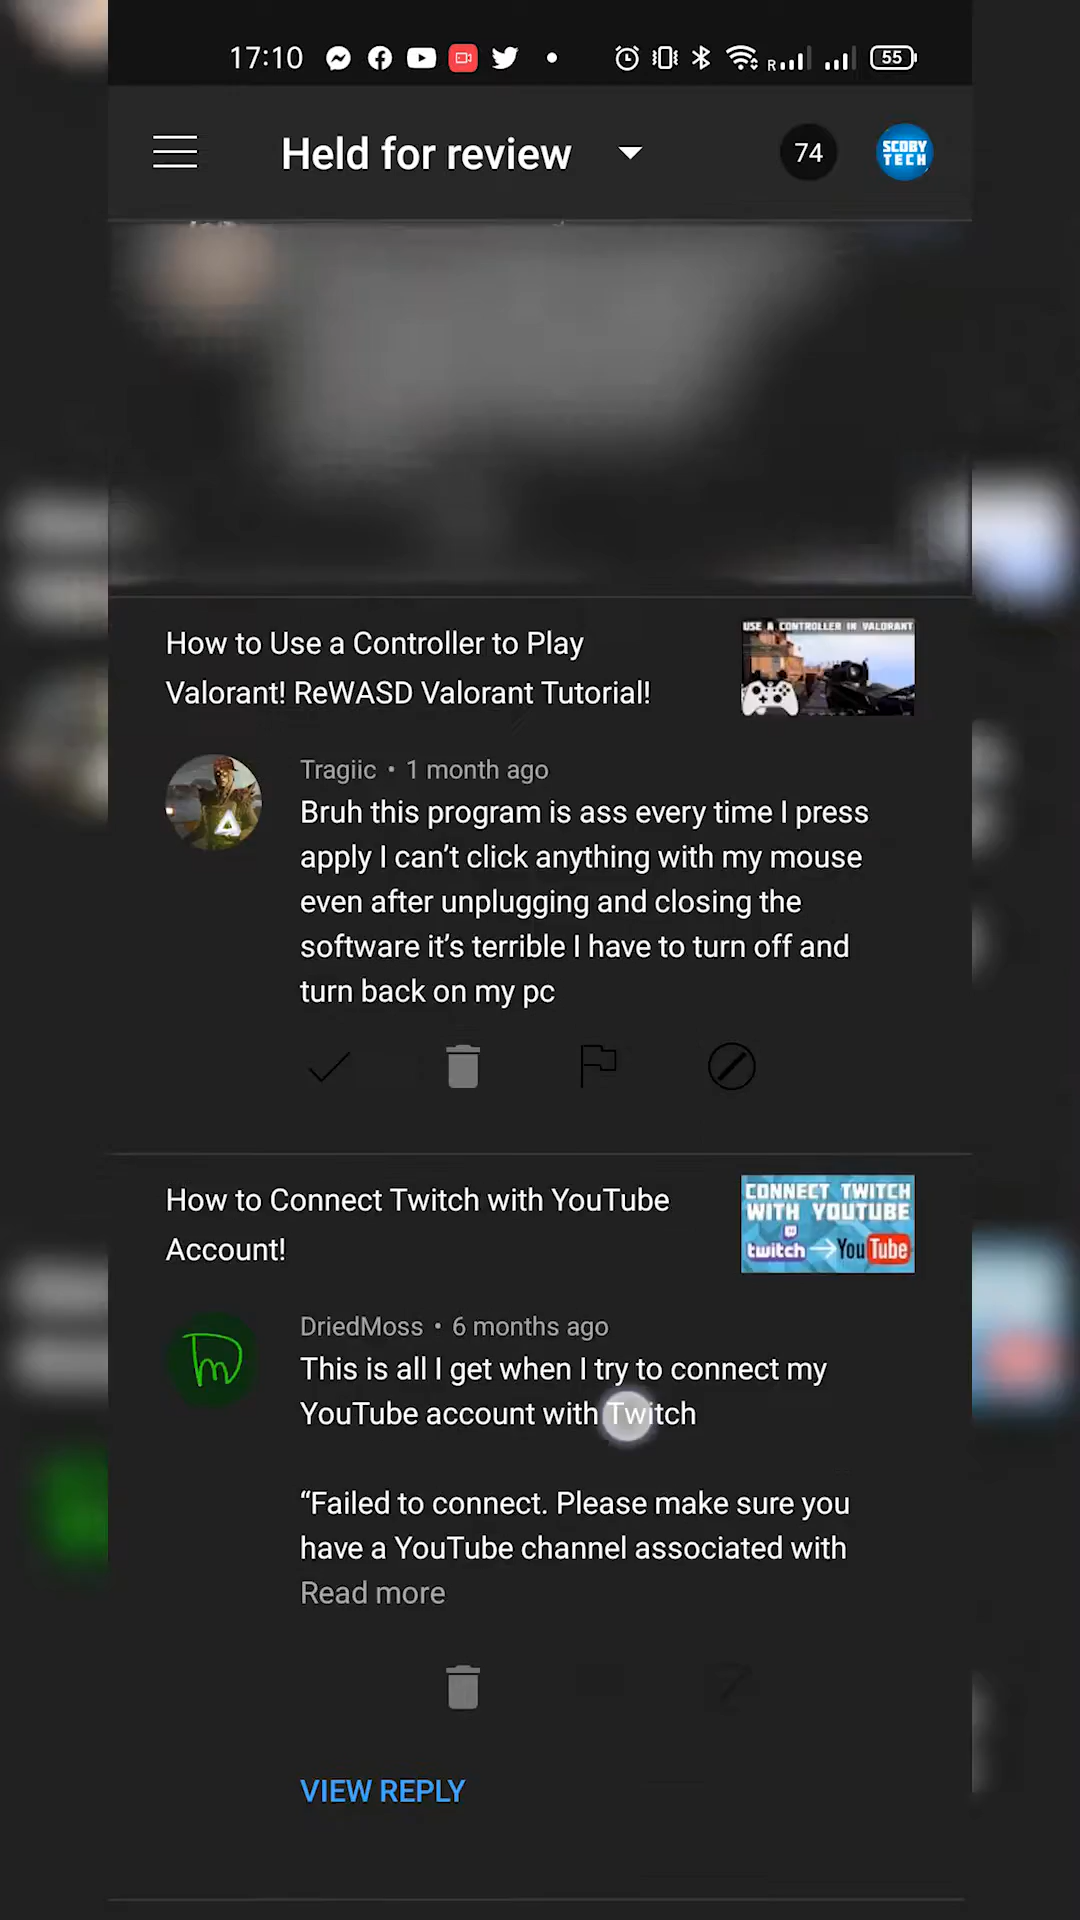 17:10
R
55
Held for review
74
SCOBY
TECH
How to Use a Controller to Play
Valorant! ReWASD Valorant Tutorial!
USE A CONTROLLER IN VALORANT
Tragiic • 1 month ago
Bruh this program is ass every time I press
apply I can’t click anything with my mouse
even after unplugging and closing the
software it’s terrible I have to turn off and
turn back on my pc
How to Connect Twitch with YouTube
Account!
CONNECT TWITCH
WITH YOUTUBE
twitch YouTube
DriedMoss • 6 months ago
This is all I get when I try to connect my
YouTube account with Twitch
“Failed to connect. Please make sure you
have a YouTube channel associated with
Read more
VIEW REPLY